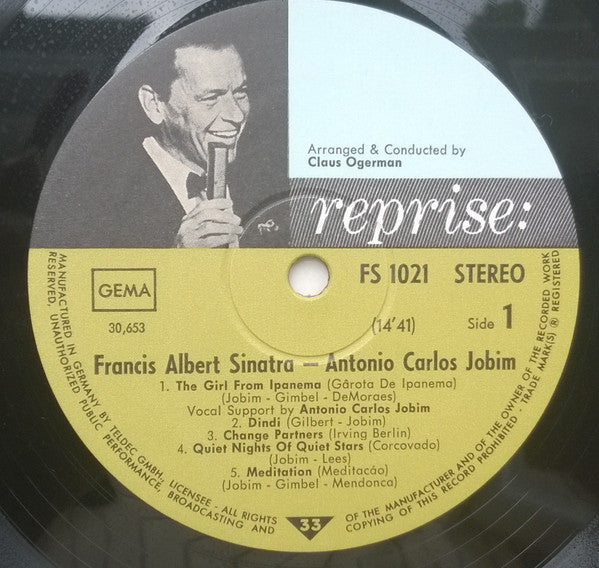 Arranged & Conducted by
Claus Ogerman
reprise:
GEMA
30,653
FS 1021 STEREO
(14'41)
Side 1
Francis Albert Sinatra – Antonio Carlos Jobim
1. The Girl From Ipanema (Gârota De Ipanema)
(Jobim - Gimbel - DeMoraes)
Vocal Support by Antonio Carlos Jobim
2. Dindi (Gilbert - Jobim)
3. Change Partners (Irving Berlin)
4. Quiet Nights Of Quiet Stars (Corcovado)
(Jobim - Lees)
5. Meditation (Meditacáo)
(Jobim - Gimbel - Mendonca)
33
MANUFACTURED IN GERMANY BY TELDEC GMBH., LICENSEE - ALL RIGHTS
RESERVED, UNAUTHORIZED PUBLIC PERFORMANCE, BROADCASTING AND
OF THE MANUFACTURER AND OF THE OWNER OF THE RECORDED WORK
COPYING OF THIS RECORD PROHIBITED - TRADE MARK(S) ® REGISTERED